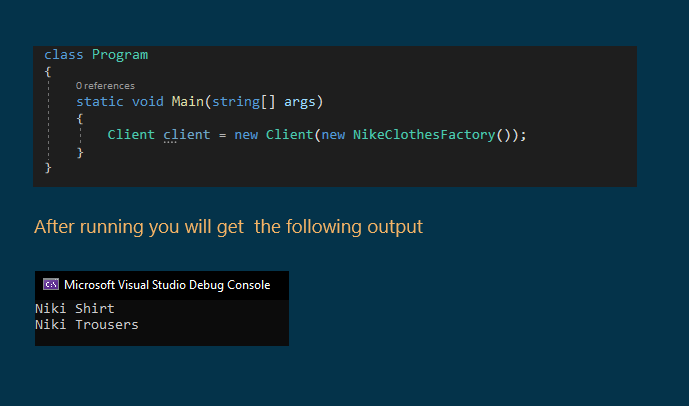 class Program
{
0 references
static void Main(string[] args)
{
Client client = new Client(new NikeClothesFactory());
}
}
After running you will get  the following output
C:\ Microsoft Visual Studio Debug Console
Niki Shirt
Niki Trousers